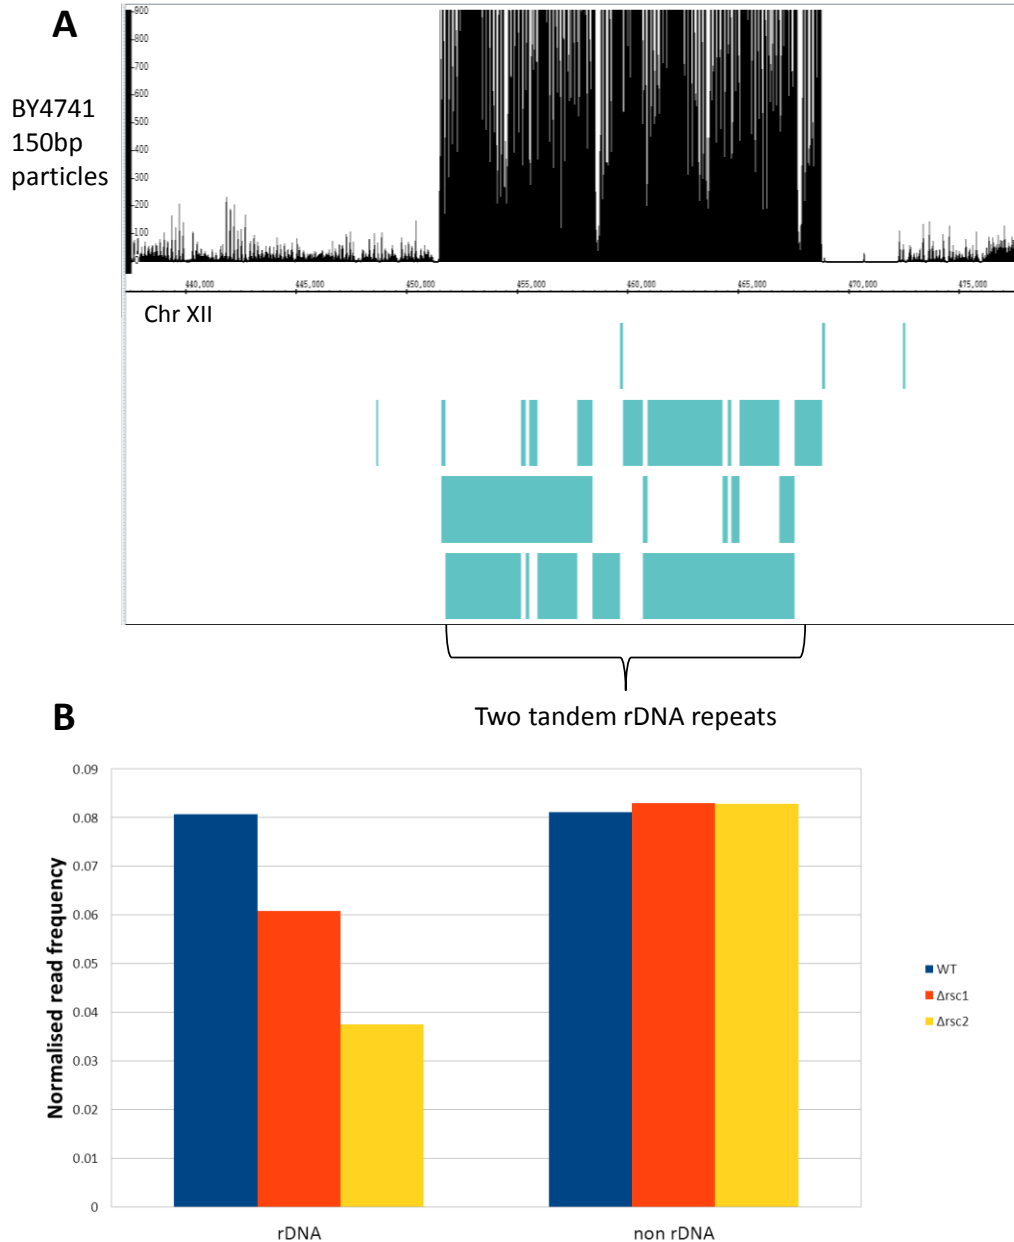 A
BY4741
150bp
particles
900
800
700
600
500
400
300
200
100
0
440,000 445,000 450,000 455,000 460,000 465,000 470,000 475,000
Chr XII
Two tandem rDNA repeats
B
Normalised read frequency
0.09
0.08
0.07
0.06
0.05
0.04
0.03
0.02
0.01
0
rDNA non rDNA
WT
Δrsc1
Δrsc2